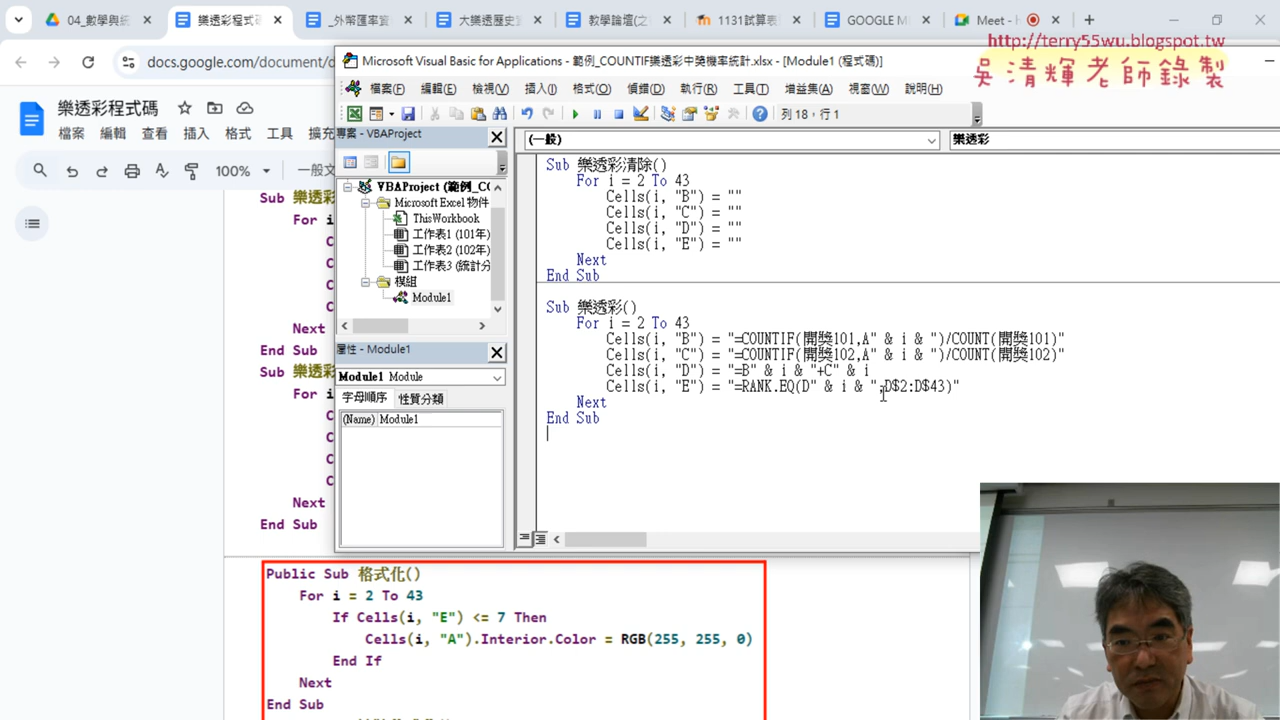 04_數學與統
樂透彩程式碼
_外幣匯率資
大樂透歷史
教學論壇(之
1131試算表
GOOGLE M
Meet -
http://terry55wu.blogspot.tw
吳清輝老師錄製
docs.google.com/document/d
Microsoft Visual Basic for Applications - 範例_COUNTIF樂透彩中獎機率統計.xlsx - [Module1 (程式碼)]
檔案(F) 編輯(E) 檢視(V) 插入(I) 格式(O) 偵錯(D) 執行(R) 工具(T) 增益集(A) 視窗(W) 說明(H)
列 18，行 1
樂透彩程式碼
檔案 編輯 查看 插入 格式 工具 擴充
100%
一般文
專案 - VBAProject
VBAProject (範例_CO
Microsoft Excel 物件
ThisWorkbook
工作表1 (101年)
工作表2 (102年)
工作表3 (統計分
模組
Module1
屬性 - Module1
Module1 Module
字母順序 性質分類
(Name) Module1
(一般)
樂透彩
Sub 樂透彩清除()
For i = 2 To 43
Cells(i, "B") = ""
Cells(i, "C") = ""
Cells(i, "D") = ""
Cells(i, "E") = ""
Next
End Sub
Sub 樂透彩()
For i = 2 To 43
Cells(i, "B") = "=COUNTIF(開獎101,A" & i & ")/COUNT(開獎101)"
Cells(i, "C") = "=COUNTIF(開獎102,A" & i & ")/COUNT(開獎102)"
Cells(i, "D") = "=B" & i & "+C" & i
Cells(i, "E") = "=RANK.EQ(D" & i & ",D$2:D$43)"
Next
End Sub
Sub 樂透彩
For i
C
C
C
C
Next
End Sub
Sub 樂透彩
For i
C
C
C
C
Next
End Sub
Public Sub 格式化()
For i = 2 To 43
If Cells(i, "E") <= 7 Then
Cells(i, "A").Interior.Color = RGB(255, 255, 0)
End If
Next
End Sub